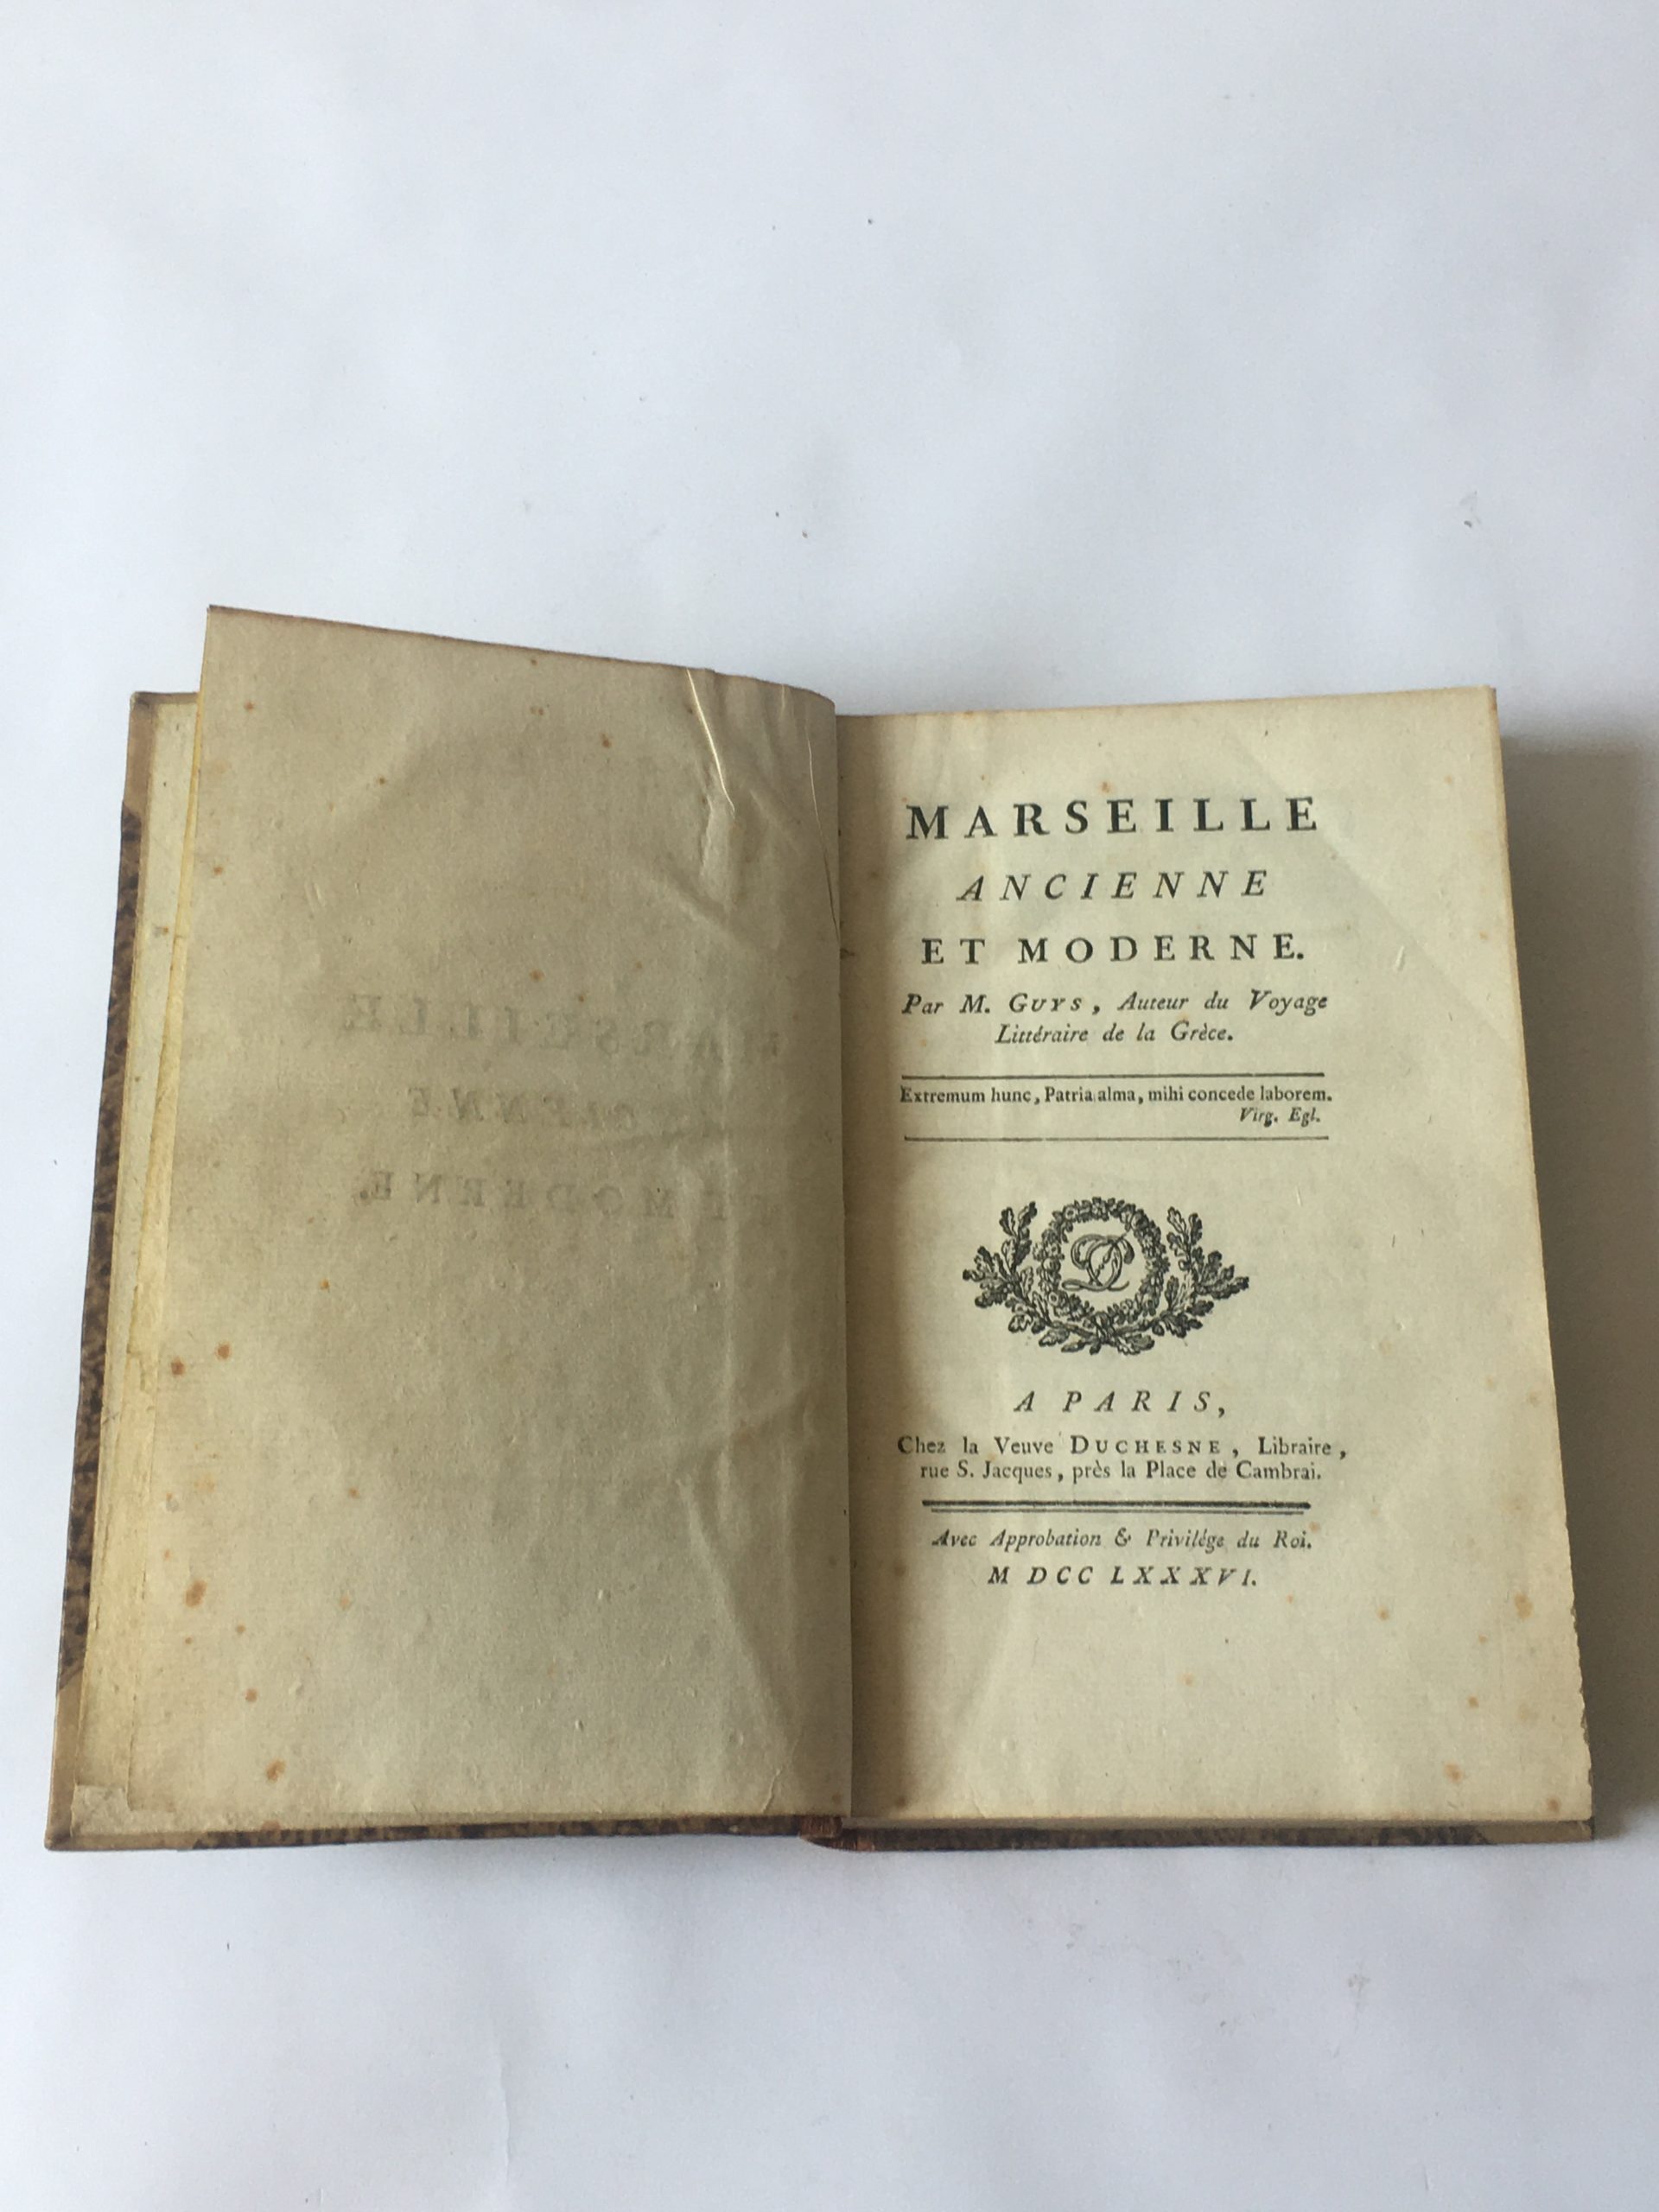 MARSEILLE
ANCIENNE
ET MODERNE.
Par M. GUYS, Auteur du Voyage
Littéraire de la Grèce.
Extremum hunc, Patria alma, mihi concede laborem.
Virg. Egl.
A PARIS,
Chez la Veuve DUCHESNE, Libraire,
rue S. Jacques, près la Place de Cambrai.
Avec Approbation & Privilége du Roi.
M DCC LXXXVI.